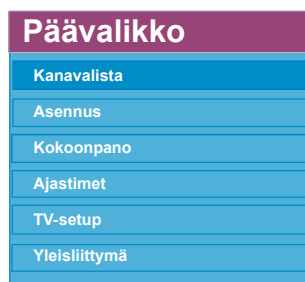 Päävalikko
Kanavalista
Asennus
Kokoonpano
Ajastimet
TV-setup
Yleisliittymä